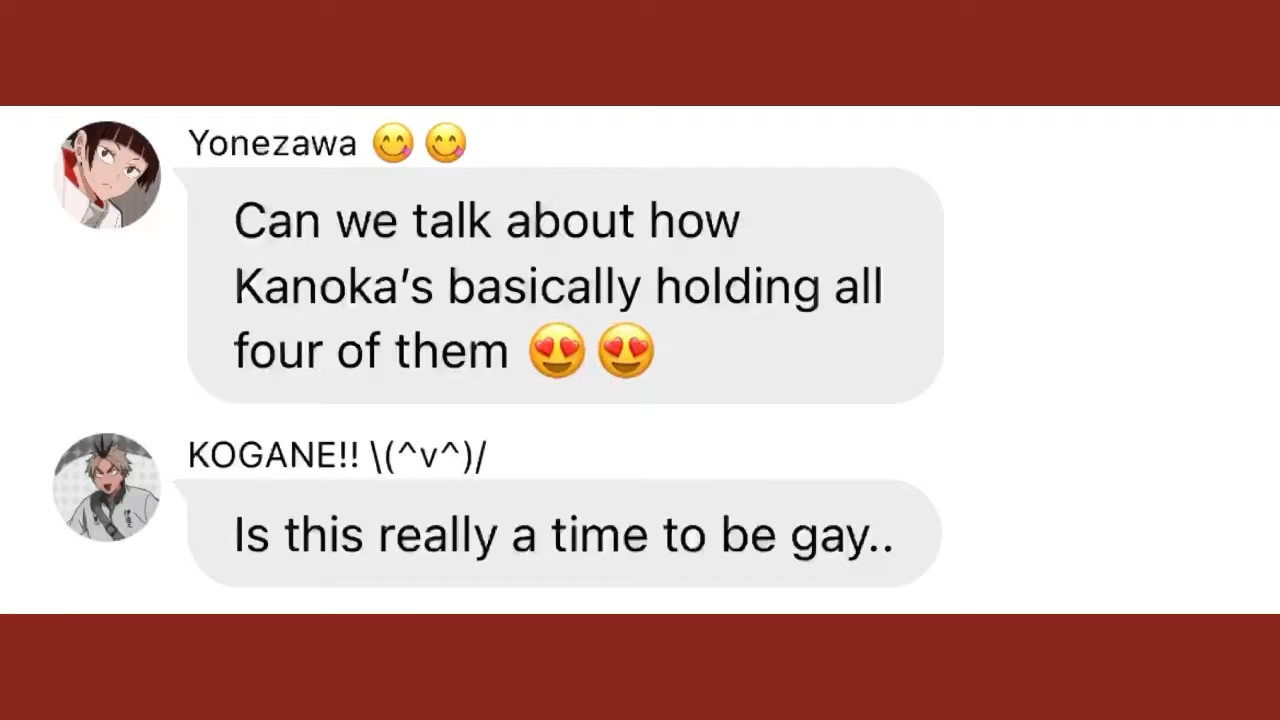 Yonezawa 😋 😋
Can we talk about how
Kanoka’s basically holding all
four of them 😍 😍
KOGANE!! \(^v^)/
Is this really a time to be gay..